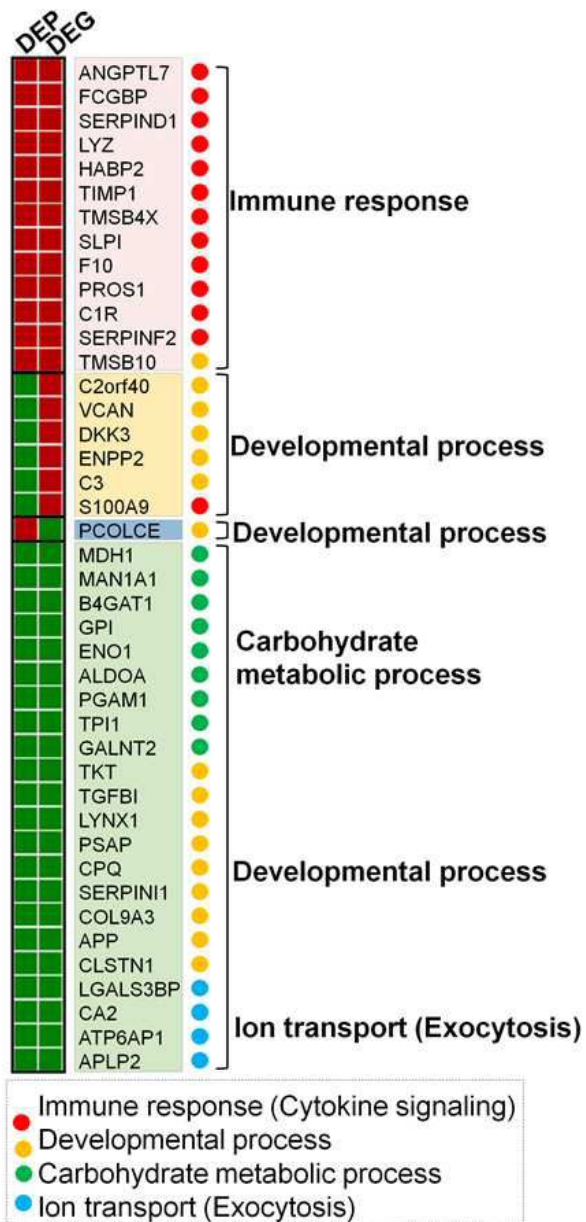 DEP DEG
ANGPTL7
FCGBP
SERPIND1
LYZ
HABP2
TIMP1
TMSB4X
SLPI
F10
PROS1
C1R
SERPINF2
TMSB10
Immune response
C2orf40
VCAN
DKK3
ENPP2
C3
S100A9
Developmental process
PCOLCE
Developmental process
MDH1
MAN1A1
B4GAT1
GPI
ENO1
ALDOA
PGAM1
TPI1
GALNT2
Carbohydrate
metabolic process
TKT
TGFBI
LYNX1
PSAP
CPQ
SERPINI1
COL9A3
APP
CLSTN1
Developmental process
LGALS3BP
CA2
ATP6AP1
APLP2
Ion transport (Exocytosis)
Immune response (Cytokine signaling)
Developmental process
Carbohydrate metabolic process
Ion transport (Exocytosis)